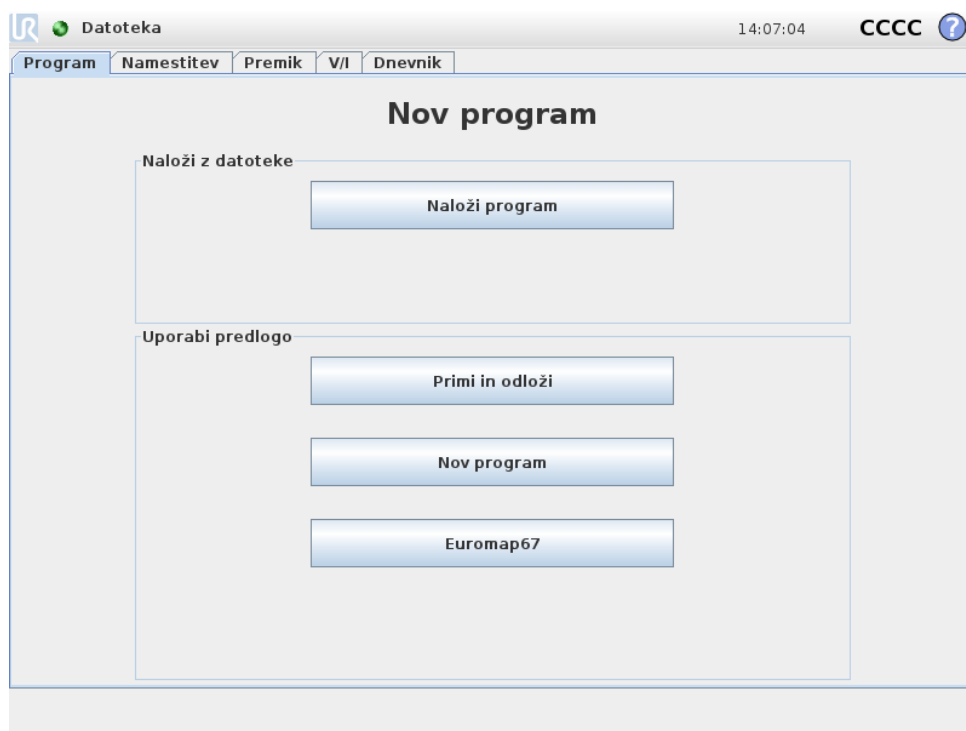 UR Datoteka 14:07:04 CCCC ?
Program Namestitev Premik V/I Dnevnik
Nov program
Naloži z datoteke
Naloži program
Uporabi predlogo
Primi in odloži
Nov program
Euromap67